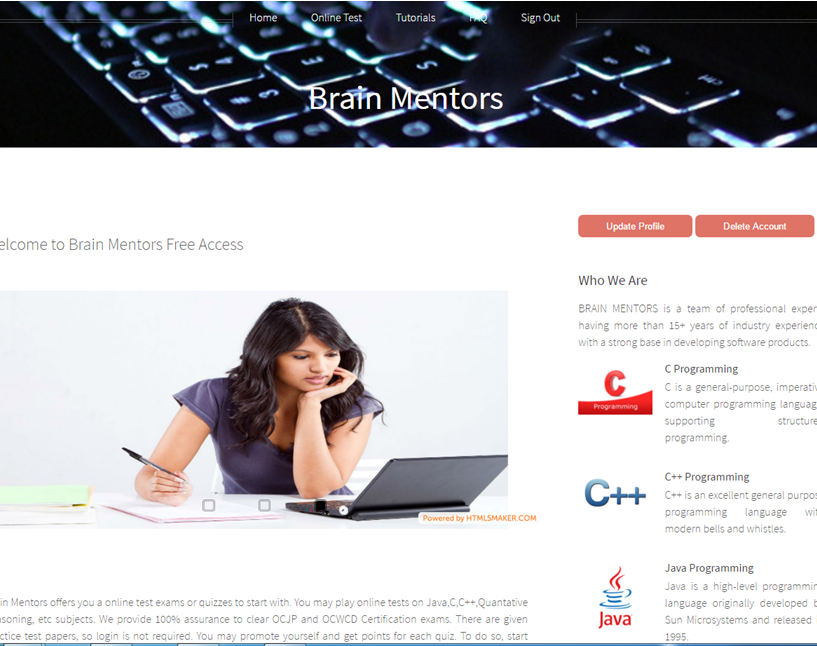 Home Online Test Tutorials FAQ Sign Out
Brain Mentors
Update Profile Delete Account
elcome to Brain Mentors Free Access
Who We Are
BRAIN MENTORS is a team of professional exper
having more than 15+ years of industry experienc
with a strong base in developing software products.
C Programming
C is a general-purpose, imperativ
computer programming languag
supporting structure
programming.
C
Programming
C++ Programming
C++ is an excellent general purpos
programming language wit
modern bells and whistles.
C++
Java Programming
Java is a high-level programmin
language originally developed b
Sun Microsystems and released
1995.
Java
Powered by HTML5MAKER.COM
in Mentors offers you a online test exams or quizzes to start with. You may play online tests on Java,C,C++,Quantative
soning, etc subjects. We provide 100% assurance to clear OCJP and OCWCD Certification exams. There are given
ctice test papers, so login is not required. You may promote yourself and get points for each quiz. To do so, start